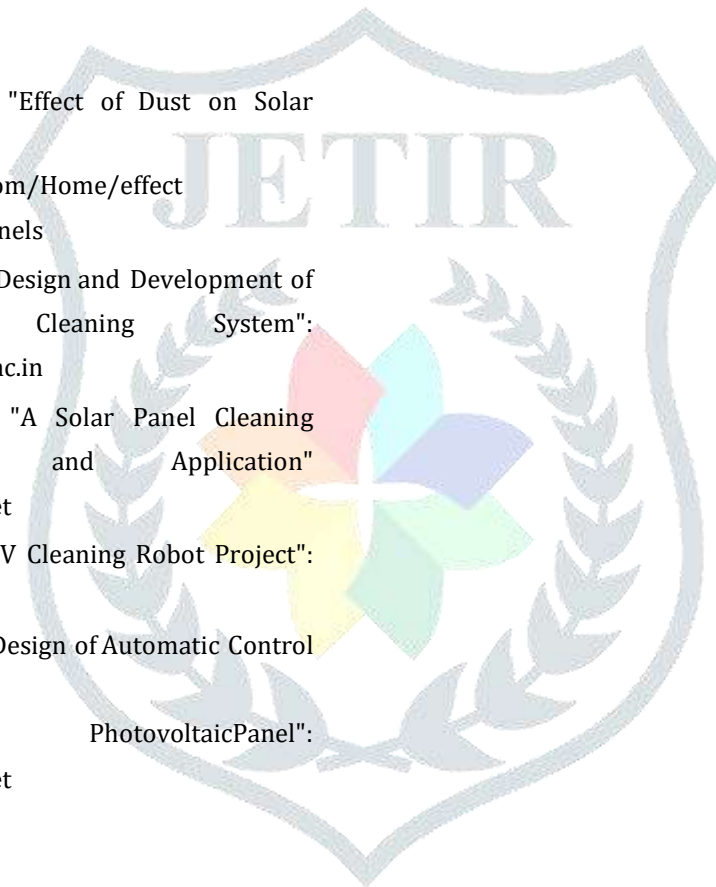 "Effect of Dust on Solar
JETIR
om/Home/effect
nels
Design and Development of
Cleaning System":
ac.in
"A Solar Panel Cleaning
and Application"
et
V Cleaning Robot Project":
Design of Automatic Control
PhotovoltaicPanel":
et